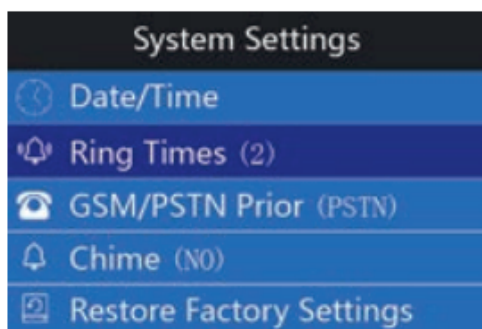 System Settings
Date/Time
Ring Times (2)
GSM/PSTN Prior (PSTN)
Chime (NO)
Restore Factory Settings